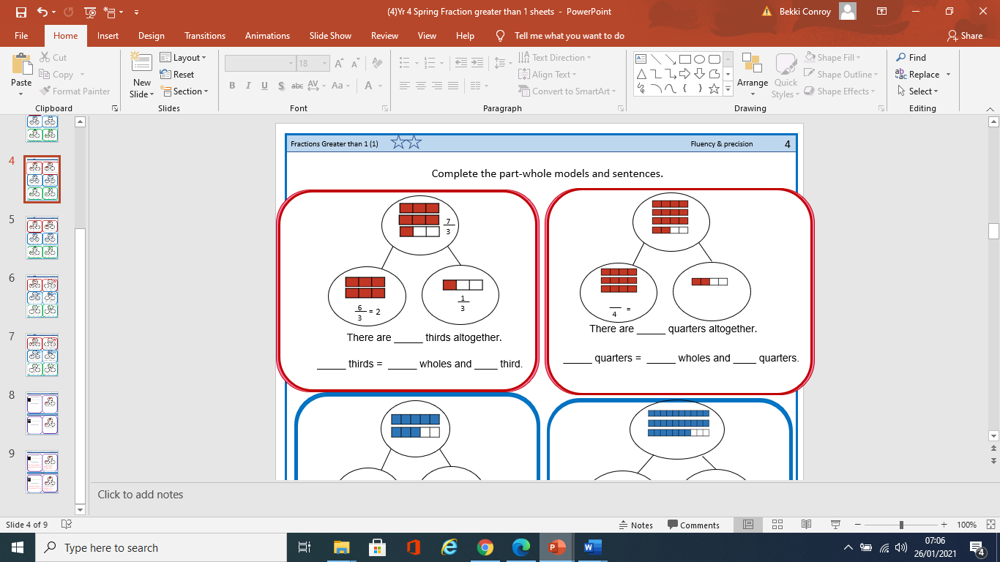 (4)Yr 4 Spring Fraction greater than 1 sheets - PowerPoint
Bekki Conroy
File Home Insert Design Transitions Animations Slide Show Review View Help Tell me what you want to do Share
Paste
Cut
Copy
Format Painter
Clipboard
New Slide
Layout
Reset
Section
Slides
18
B I U S abc AV Aa A
Font
Text Direction
Align Text
Convert to SmartArt
Paragraph
Arrange
Quick Styles
Shape Fill
Shape Outline
Shape Effects
Drawing
Find
Replace
Select
Editing
4
5
6
7
8
9
Fractions Greater than 1 (1) Fluency & precision 4
Complete the part-whole models and sentences.
7
3
6
3 = 2
1
3
There are _____ thirds altogether.
_____ thirds = _____ wholes and ____ third.
4 =
There are _____ quarters altogether.
_____ quarters = _____ wholes and ____ quarters.
Click to add notes
Slide 4 of 9 Notes Comments 100%
Type here to search
07:06
26/01/2021
4